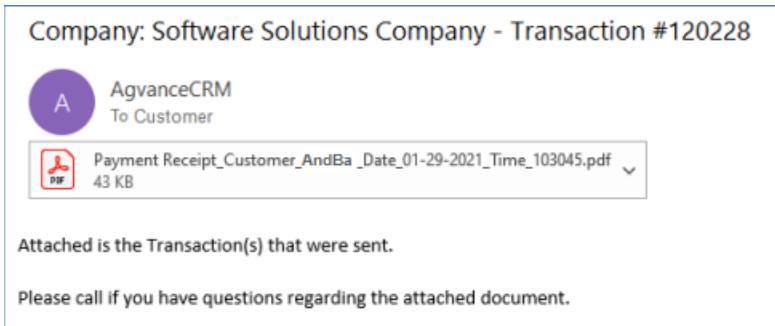 Company: Software Solutions Company - Transaction #120228
A
AgvanceCRM
To Customer
Payment Receipt_Customer_AndBa _Date_01-29-2021_Time_103045.pdf
PDF
43 KB
Attached is the Transaction(s) that were sent.
Please call if you have questions regarding the attached document.